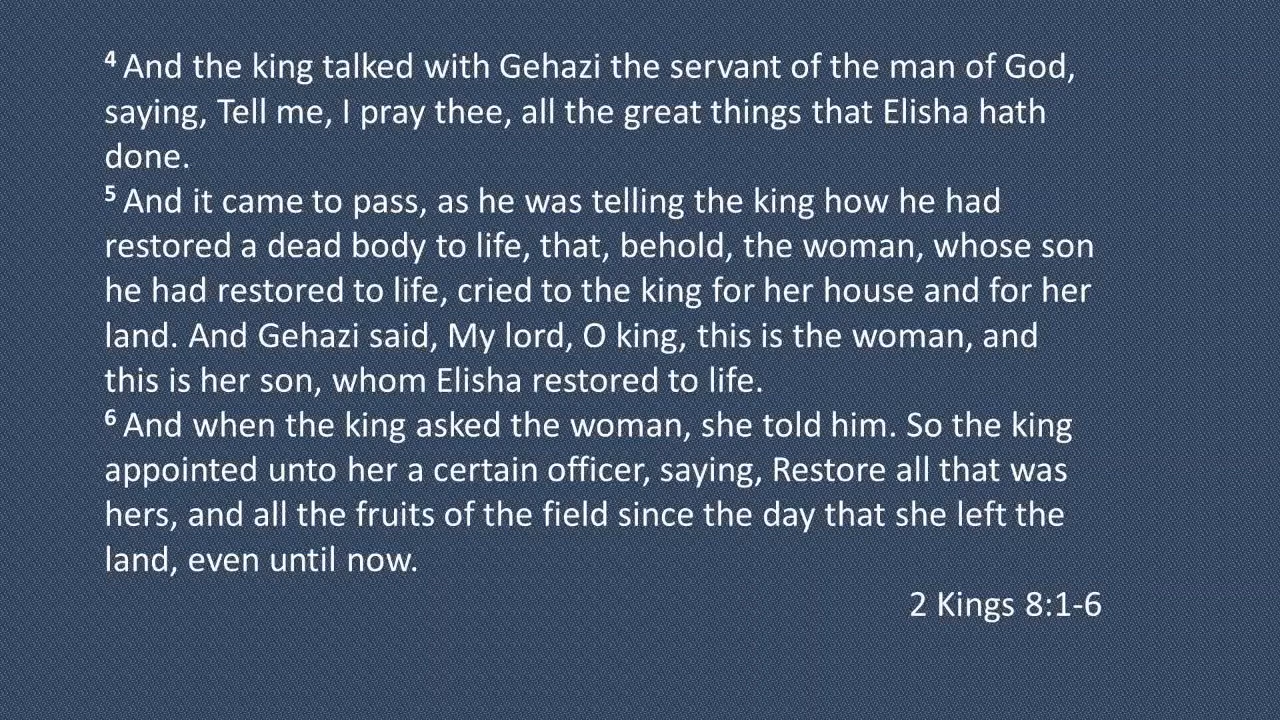 ⁴ And the king talked with Gehazi the servant of the man of God,
saying, Tell me, I pray thee, all the great things that Elisha hath
done.
⁵ And it came to pass, as he was telling the king how he had
restored a dead body to life, that, behold, the woman, whose son
he had restored to life, cried to the king for her house and for her
land. And Gehazi said, My lord, O king, this is the woman, and
this is her son, whom Elisha restored to life.
⁶ And when the king asked the woman, she told him. So the king
appointed unto her a certain officer, saying, Restore all that was
hers, and all the fruits of the field since the day that she left the
land, even until now.
2 Kings 8:1-6